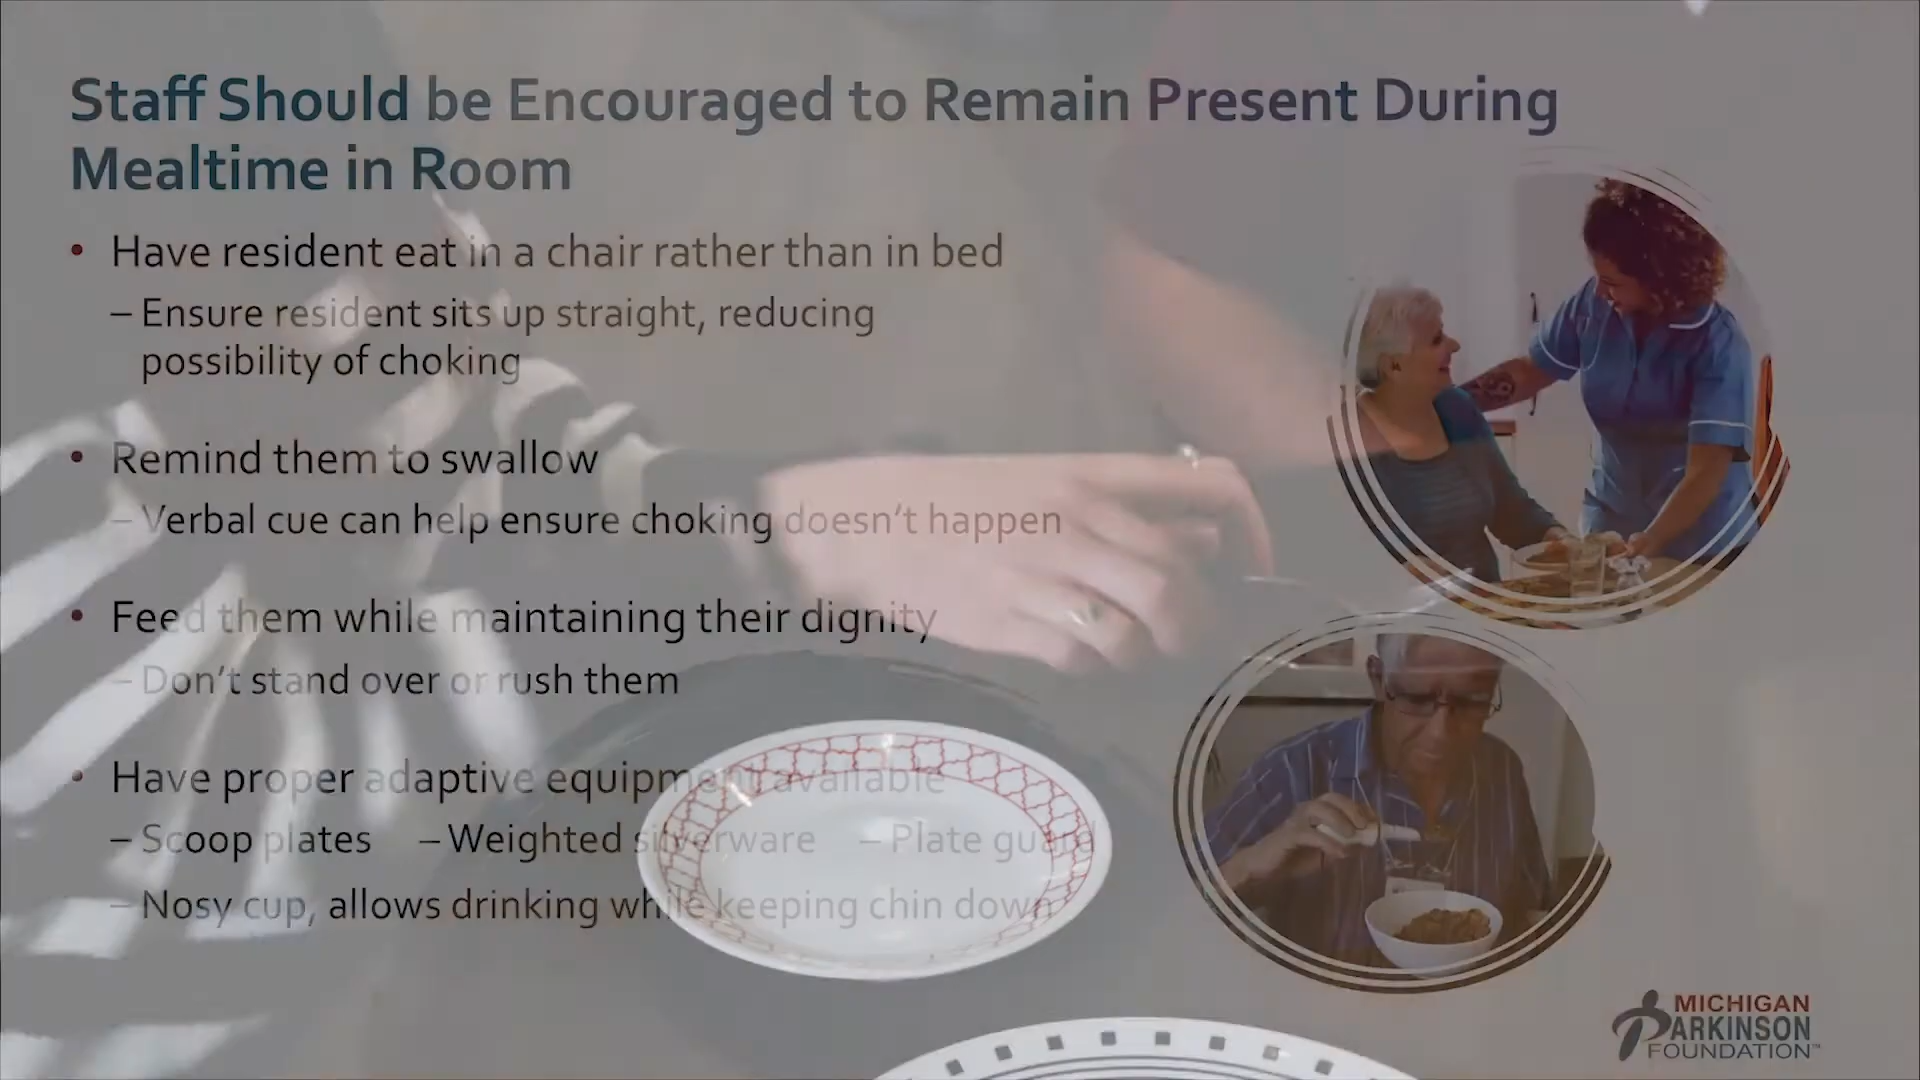 Staff Should be Encouraged to Remain Present During
Mealtime in Room
• Have resident eat in a chair rather than in bed
– Ensure resident sits up straight, reducing
possibility of choking
• Remind them to swallow
– Verbal cue can help ensure choking doesn't happen
• Feed them while maintaining their dignity
– Don't stand over or rush them
• Have proper adaptive equipment available
– Scoop plates – Weighted silverware – Plate guard
– Nosy cup, allows drinking while keeping chin down
MICHIGAN
PARKINSON
FOUNDATION™